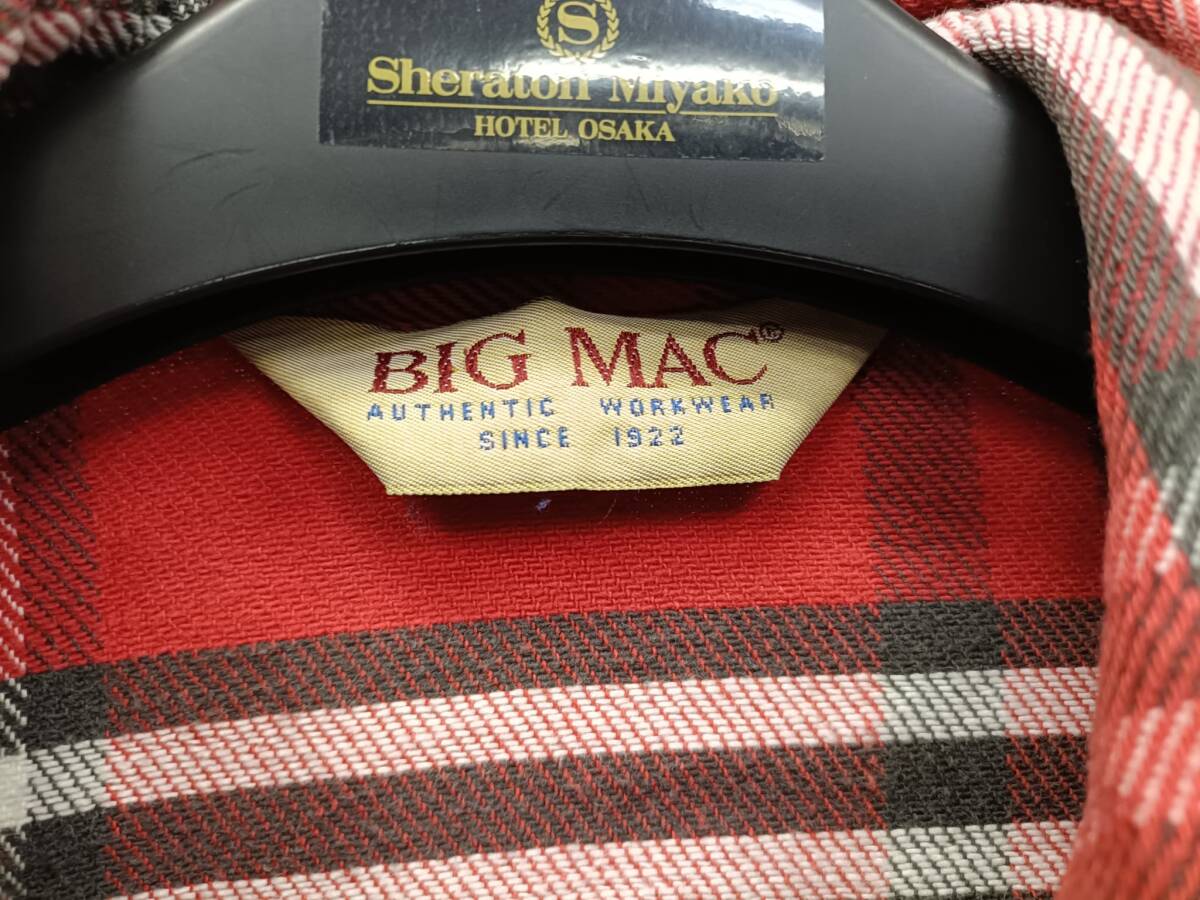 S
Sheraton Miyako
HOTEL OSAKA
BIG MAC®
AUTHENTIC WORKWEAR
SINCE 1922